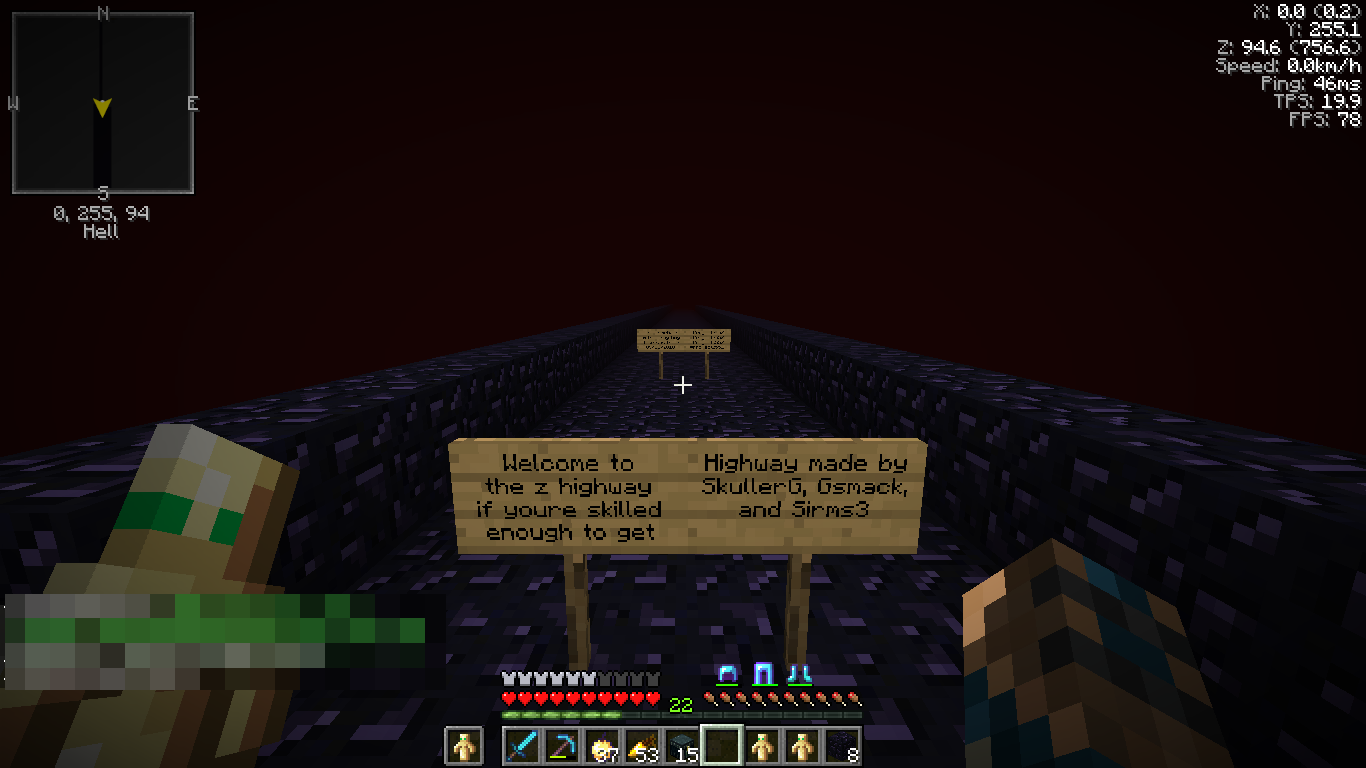 N
W
E
S
0, 255, 94
Hell
X: 0.0 (0.2)
Y: 255.1
Z: 94.6 (756.6)
Speed: 0.0km/h
Ping: 46ms
TPS: 19.9
FPS: 78
Welcome to
the z highway
if youre skilled
enough to get
Highway made by
SkullerG, Gsmack,
and Sirms3
22
53
15
8